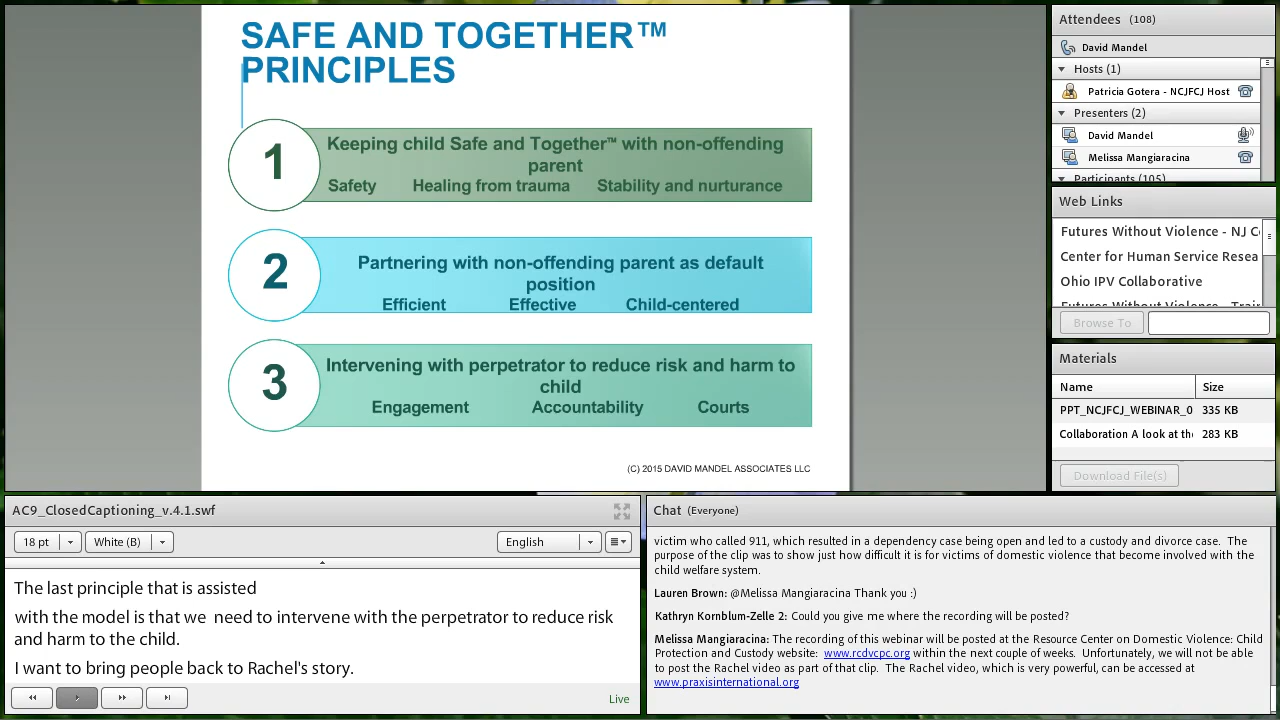 SAFE AND TOGETHER™
PRINCIPLES
1
Keeping child Safe and Together™ with non-offending
parent
Safety Healing from trauma Stability and nurturance
2
Partnering with non-offending parent as default
position
Efficient Effective Child-centered
3
Intervening with perpetrator to reduce risk and harm to
child
Engagement Accountability Courts
(C) 2015 DAVID MANDEL ASSOCIATES LLC
Attendees (108)
David Mandel
Hosts (1)
Patricia Gotera - NCJFCJ Host
Presenters (2)
David Mandel
Melissa Mangiaracina
Participants (105)
Web Links
Futures Without Violence - NJ C
Center for Human Service Resea
Ohio IPV Collaborative
Futures Without Violence - Trai
Browse To
Materials
Name Size
PPT_NCJFCJ_WEBINAR_0 335 KB
Collaboration A look at the 283 KB
Download File(s)
AC9_ClosedCaptioning_v.4.1.swf
18 pt White (B) English
The last principle that is assisted
with the model is that we need to intervene with the perpetrator to reduce risk
and harm to the child.
I want to bring people back to Rachel's story.
Live
Chat (Everyone)
victim who called 911, which resulted in a dependency case being open and led to a custody and divorce case. The
purpose of the clip was to show just how difficult it is for victims of domestic violence that become involved with the
child welfare system.
Lauren Brown: @Melissa Mangiaracina Thank you :)
Kathryn Kornblum-Zelle 2: Could you give me where the recording will be posted?
Melissa Mangiaracina: The recording of this webinar will be posted at the Resource Center on Domestic Violence: Child
Protection and Custody website: www.rcdvcpc.org within the next couple of weeks. Unfortunately, we will not be able
to post the Rachel video as part of that clip. The Rachel video, which is very powerful, can be accessed at
www.praxisinternational.org